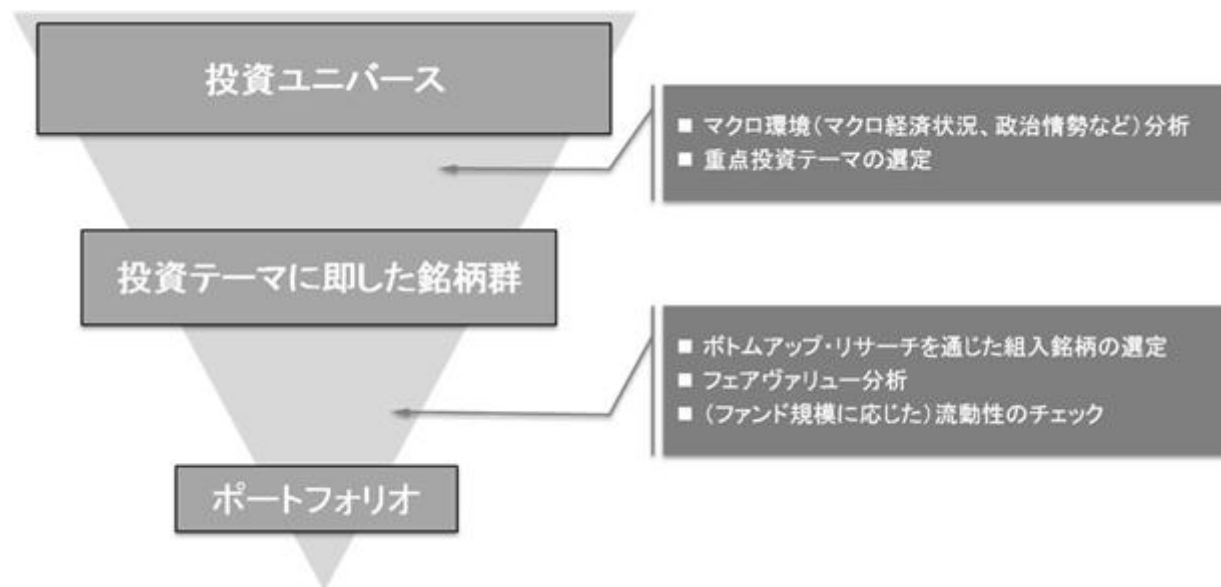 投資ユニバース
■ マクロ環境(マクロ経済状況、政治情勢など)分析
■ 重点投資テーマの選定
投資テーマに即した銘柄群
■ ボトムアップ・リサーチを通じた組入銘柄の選定
■ フェアヴァリュー分析
■ (ファンド規模に応じた)流動性のチェック
ポートフォリオ